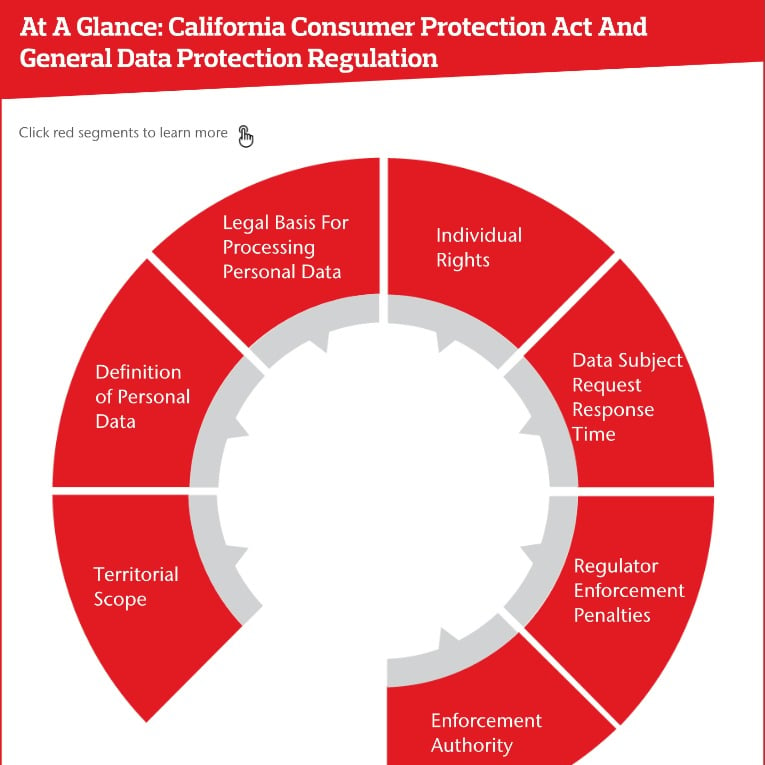 At A Glance: California Consumer Protection Act And
General Data Protection Regulation
Click red segments to learn more
Legal Basis For
Processing
Personal Data
Individual
Rights
Definition
of Personal
Data
Data Subject
Request
Response
Time
Territorial
Scope
Regulator
Enforcement
Penalties
Enforcement
Authority